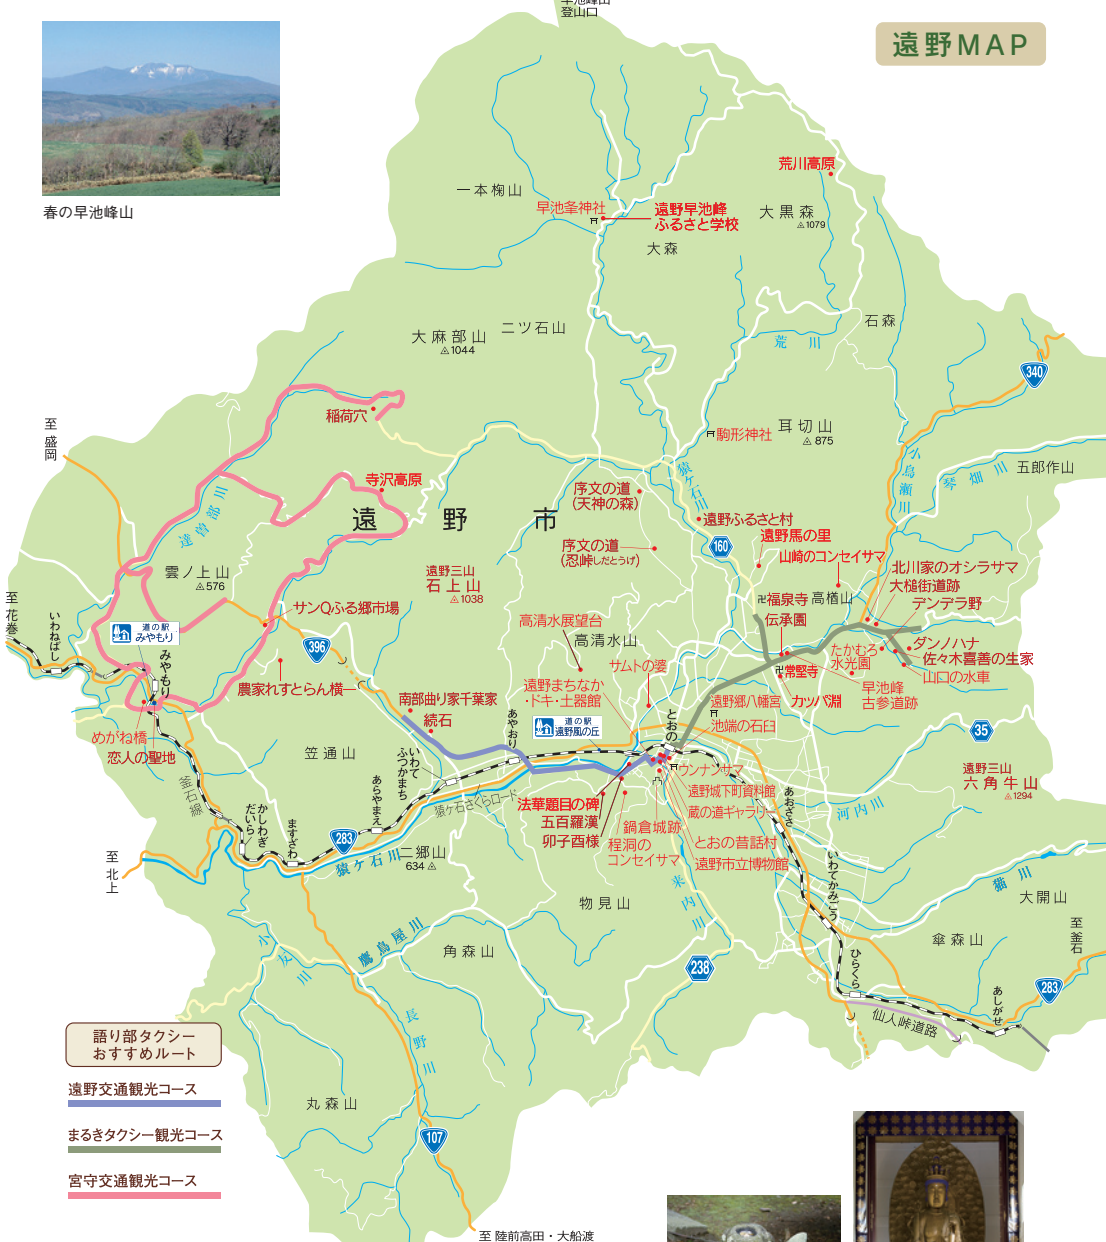 早池峰山
登山口
遠野MAP
春の早池峰山
荒川高原
一本椈山
早池峯神社
遠野早池峰
ふるさと学校
大黒森
1079
大森
石森
荒川
大麻部山
1044
二ツ石山
340
稲荷穴
至盛岡
駒形神社
耳切山
875
小烏瀬川
琴畑川
五郎作山
猿ヶ石川
寺沢高原
遠野市
序文の道
(天神の森)
達曽部川
遠野ふるさと村
160
遠野馬の里
山崎のコンセイサマ
序文の道
(忍峠しだとうげ)
北川家のオシラサマ
大槌街道跡
デンデラ野
雲ノ上山
576
遠野三山
石上山
1038
福泉寺
高楢山
伝承園
至花巻
いわねばし
道の駅
みやもり
みやもり
サンQふる郷市場
396
高清水展望台
高清水山
サムトの婆
たかむろ
水光園
ダンノハナ
佐々木喜善の生家
山口の水車
常堅寺
農家れすとらん横一
南部曲り家千葉家
続石
遠野まちなか
・ドキ・土器館
遠野郷八幡宮
カッパ淵
早池峰
古参道跡
池端の石臼
あやおり
道の駅
遠野風の丘
とおの
35
めがね橋
恋人の聖地
笠通山
いわて
ふつかまち
釜石線
あらやまえ
猿ヶ石さくらロード
ウンナンサマ
遠野三山
六角牛山
1294
遠野城下町資料館
あおざさ
河内川
法華題目の碑
蔵の道ギャラリー
五百羅漢
鍋倉城跡
かしわぎ
だいら
ますざわ
283
卯子酉様
程洞の
コンセイサマ
とおの昔話村
遠野市立博物館
いわてかみごう
至北上
猿ヶ石川
二郷山
634
来内川
猫川
大開山
物見山
至釜石
小友川
鷹鳥屋川
角森山
傘森山
238
ひらくら
283
あしがせ
仙人峠道路
長野川
語り部タクシー
おすすめルート
遠野交通観光コース
まるきタクシー観光コース
宮守交通観光コース
丸森山
107
至 陸前高田・大船渡